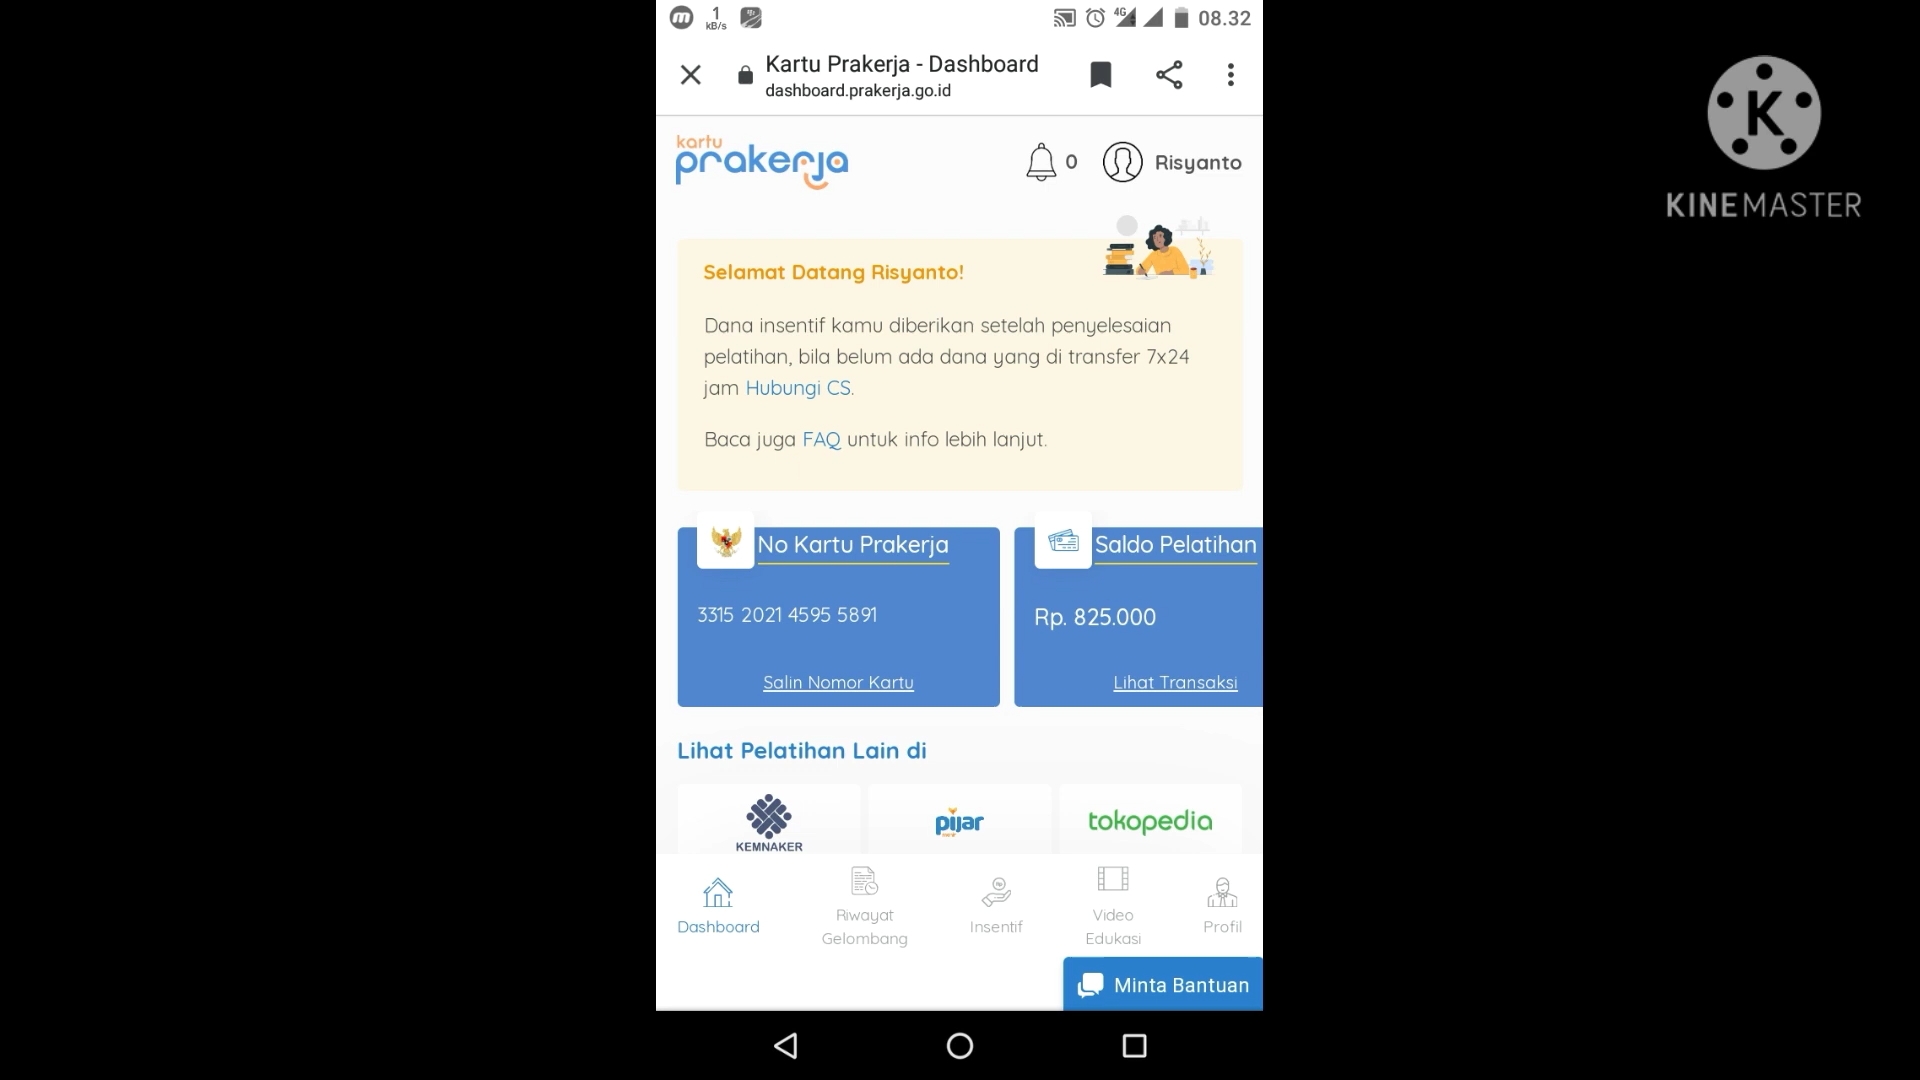 1
kB/s
4G
08.32
Kartu Prakerja - Dashboard
dashboard.prakerja.go.id
kartu
prakerja
0
Risyanto
Selamat Datang Risyanto!
Dana insentif kamu diberikan setelah penyelesaian
pelatihan, bila belum ada dana yang di transfer 7x24
jam Hubungi CS.
Baca juga FAQ untuk info lebih lanjut.
No Kartu Prakerja
3315 2021 4595 5891
Salin Nomor Kartu
Saldo Pelatihan
Rp. 825.000
Lihat Transaksi
Lihat Pelatihan Lain di
KEMNAKER
pijar
tokopedia
Dashboard
Riwayat
Gelombang
Insentif
Video
Edukasi
Profil
Minta Bantuan
K
KINEMASTER